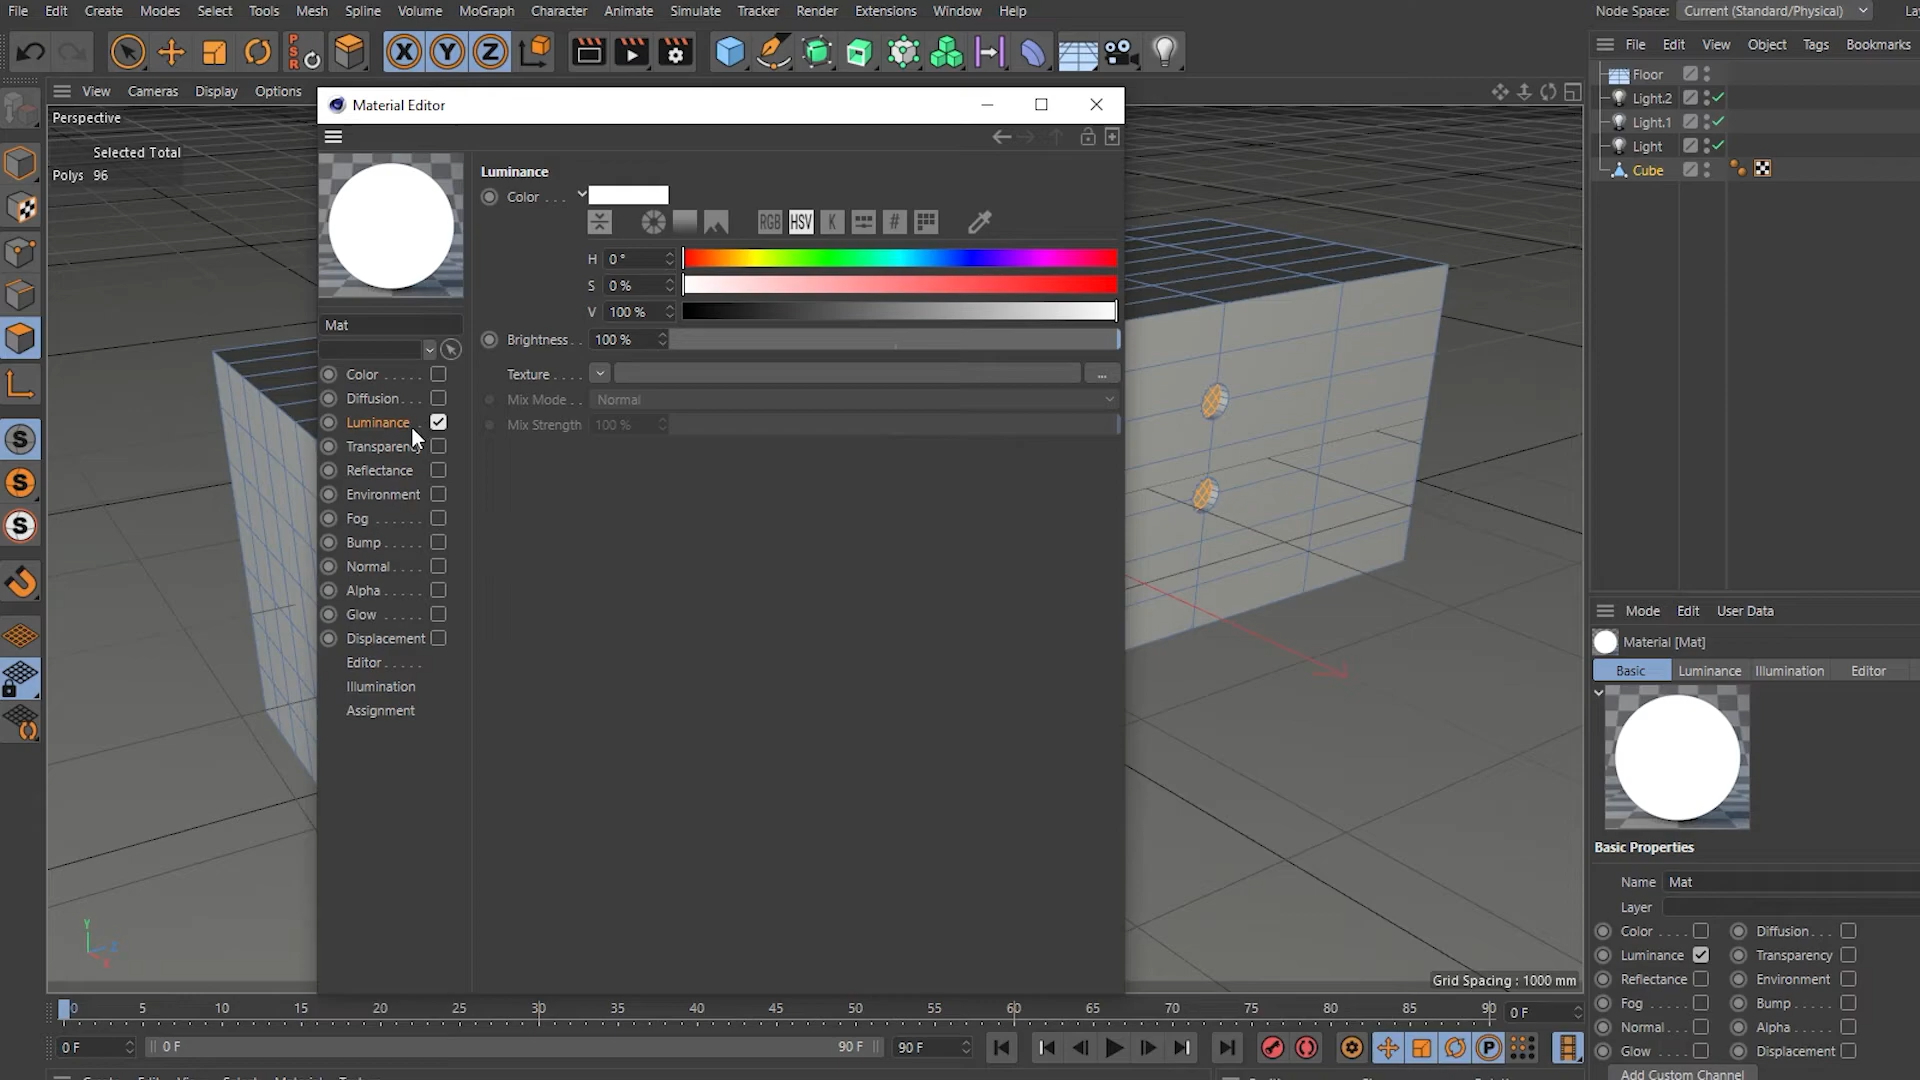 File Edit Create Modes Select Tools Mesh Spline Volume MoGraph Character Animate Simulate Tracker Render Extensions Window Help
Node Space: Current (Standard/Physical)
File Edit View Object Tags Bookmarks
PSR X Y Z
View Cameras Display Options
Material Editor
Perspective
Selected Total
Polys 96
Floor
Light.2
Light.1
Light
Cube
Luminance
Color . . .
RGB HSV K #
H 0 °
S 0 %
V 100 %
Brightness . . 100 %
Texture . . . . ...
Mix Mode . . Normal
Mix Strength 100 %
Mat
Color . . . . .
Diffusion . . .
Luminance .
Transparency
Reflectance
Environment
Fog . . . . . .
Bump . . . . .
Normal . . . .
Alpha . . . . .
Glow . . . . .
Displacement
Editor . . . . .
Illumination
Assignment
S
S
S
Grid Spacing : 1000 mm
Y Z X
Mode Edit User Data
Material [Mat]
Basic Luminance Illumination Editor
Basic Properties
Name Mat
Layer
Color . . . . Diffusion . . .
Luminance Transparency
Reflectance Environment
Fog . . . . . Bump . . . .
Normal . . . Alpha . . . .
Glow . . . . Displacement
Add Custom Channel
0 5 10 15 20 25 30 35 40 45 50 55 60 65 70 75 80 85 90 0 F
0 F 0 F 90 F 90 F P